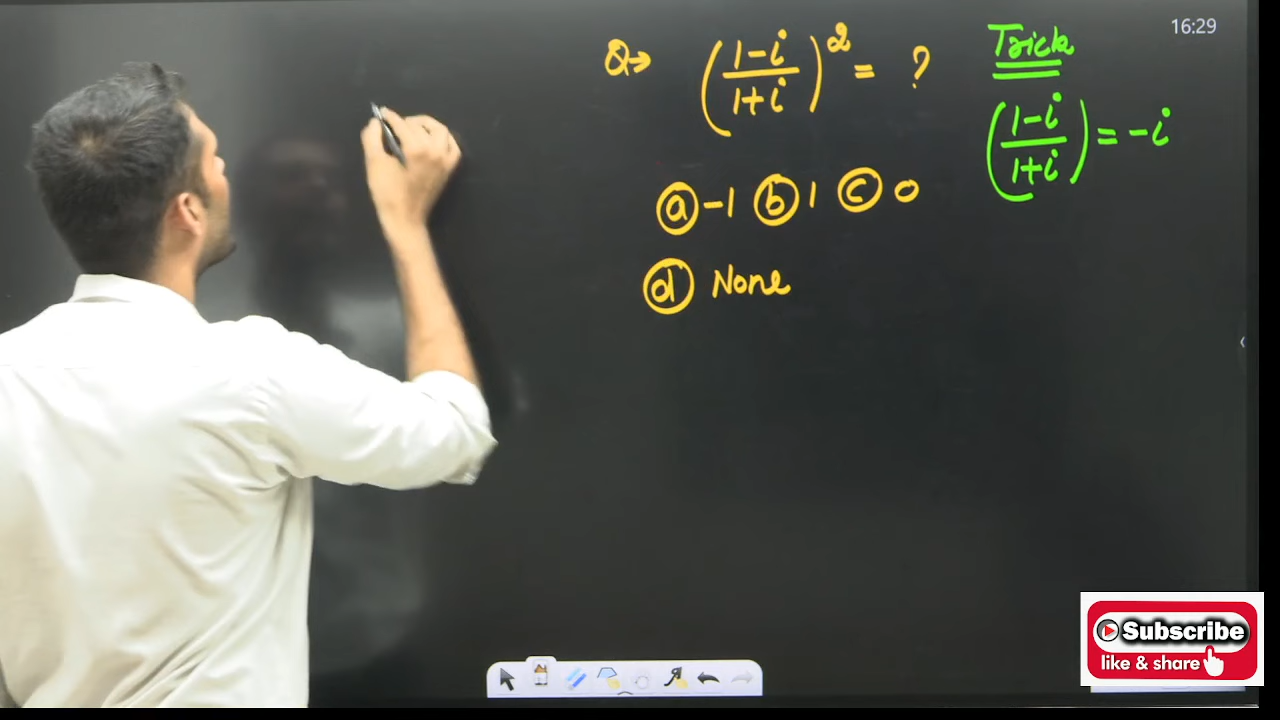 16:29
Q→ (1-i/1+i)² = ?
Trick
(1-i/1+i) = -i
ⓐ -1 ⓑ 1 ⓒ 0
ⓓ None
Subscribe
like & share